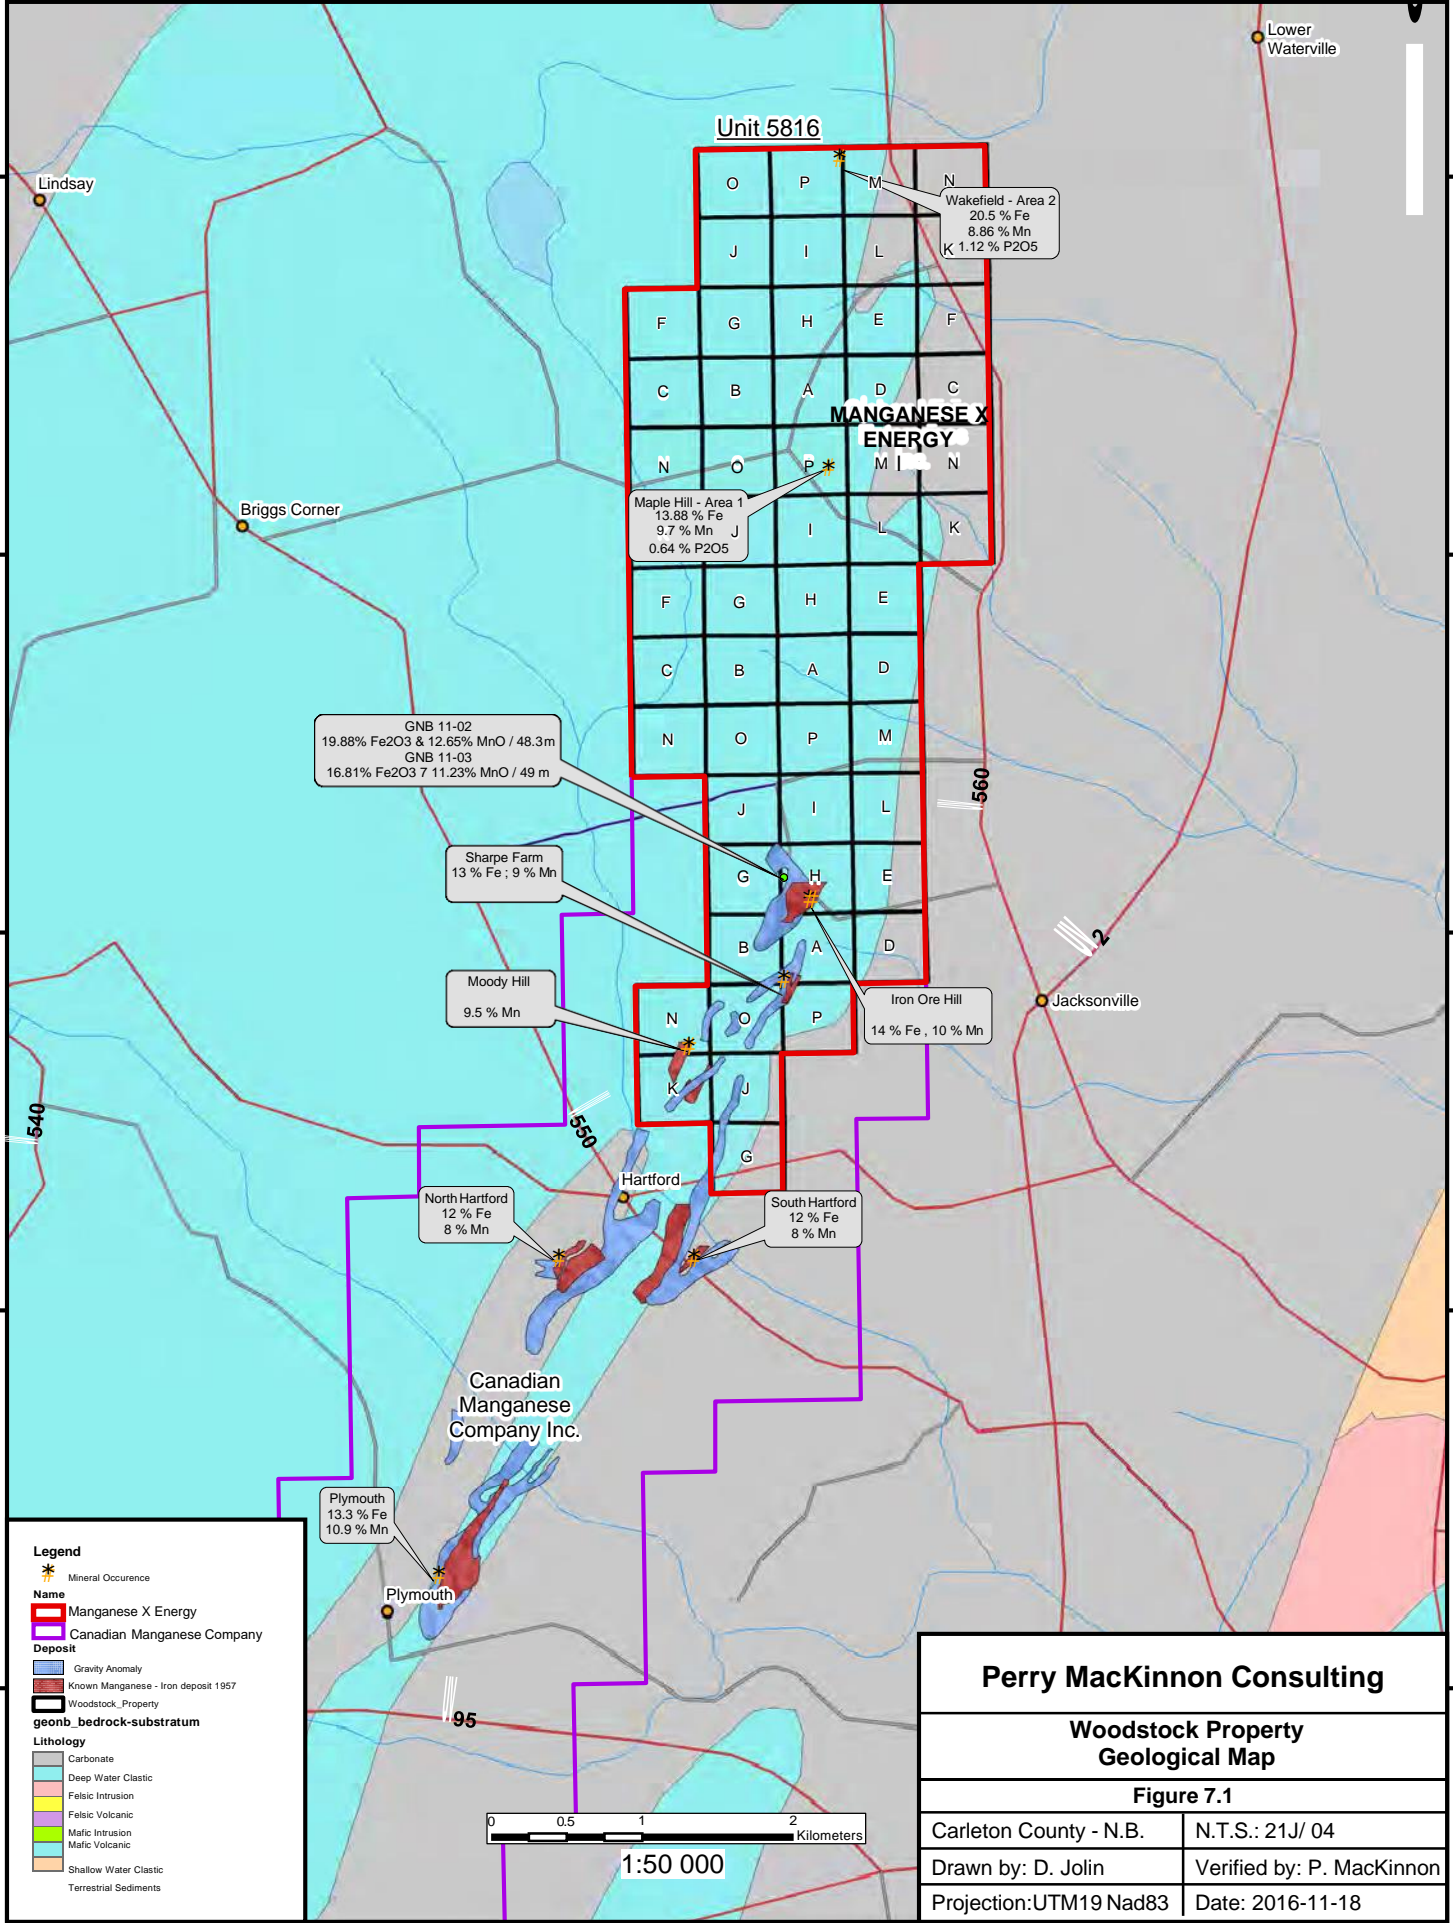 Lower
Waterville
Unit 5816
Lindsay
O P M N
Wakefield - Area 2
20.5 % Fe
8.86 % Mn
1.12 % P2O5
J I L K
F G H E F
C B A D C
MANGANESE X
ENERGY
Inc.
N O P M N
Maple Hill - Area 1
13.88 % Fe
9.7 % Mn
0.64 % P2O5
Briggs Corner
J I L K
F G H E
C B A D
GNB 11-02
19.88% Fe2O3 & 12.65% MnO / 48.3m
GNB 11-03
16.81% Fe2O3 7 11.23% MnO / 49 m
N O P M
560
J I L
Sharpe Farm
13 % Fe ; 9 % Mn
G H E
B A D
2
Moody Hill
9.5 % Mn
Iron Ore Hill
14 % Fe , 10 % Mn
Jacksonville
N O P
K J
540
550
G
Hartford
North Hartford
12 % Fe
8 % Mn
South Hartford
12 % Fe
8 % Mn
Canadian
Manganese
Company Inc.
Plymouth
13.3 % Fe
10.9 % Mn
Plymouth
95
Legend
Mineral Occurence
Name
Manganese X Energy
Canadian Manganese Company
Deposit
Gravity Anomaly
Known Manganese - Iron deposit 1957
Woodstock_Property
geonb_bedrock-substratum
Lithology
Carbonate
Deep Water Clastic
Felsic Intrusion
Felsic Volcanic
Mafic Intrusion
Mafic Volcanic
Shallow Water Clastic
Terrestrial Sediments
0 0.5 1 2
Kilometers
1:50 000
Perry MacKinnon Consulting
Woodstock Property
Geological Map
Figure 7.1
Carleton County - N.B. N.T.S.: 21J/ 04
Drawn by: D. Jolin Verified by: P. MacKinnon
Projection:UTM19 Nad83 Date: 2016-11-18